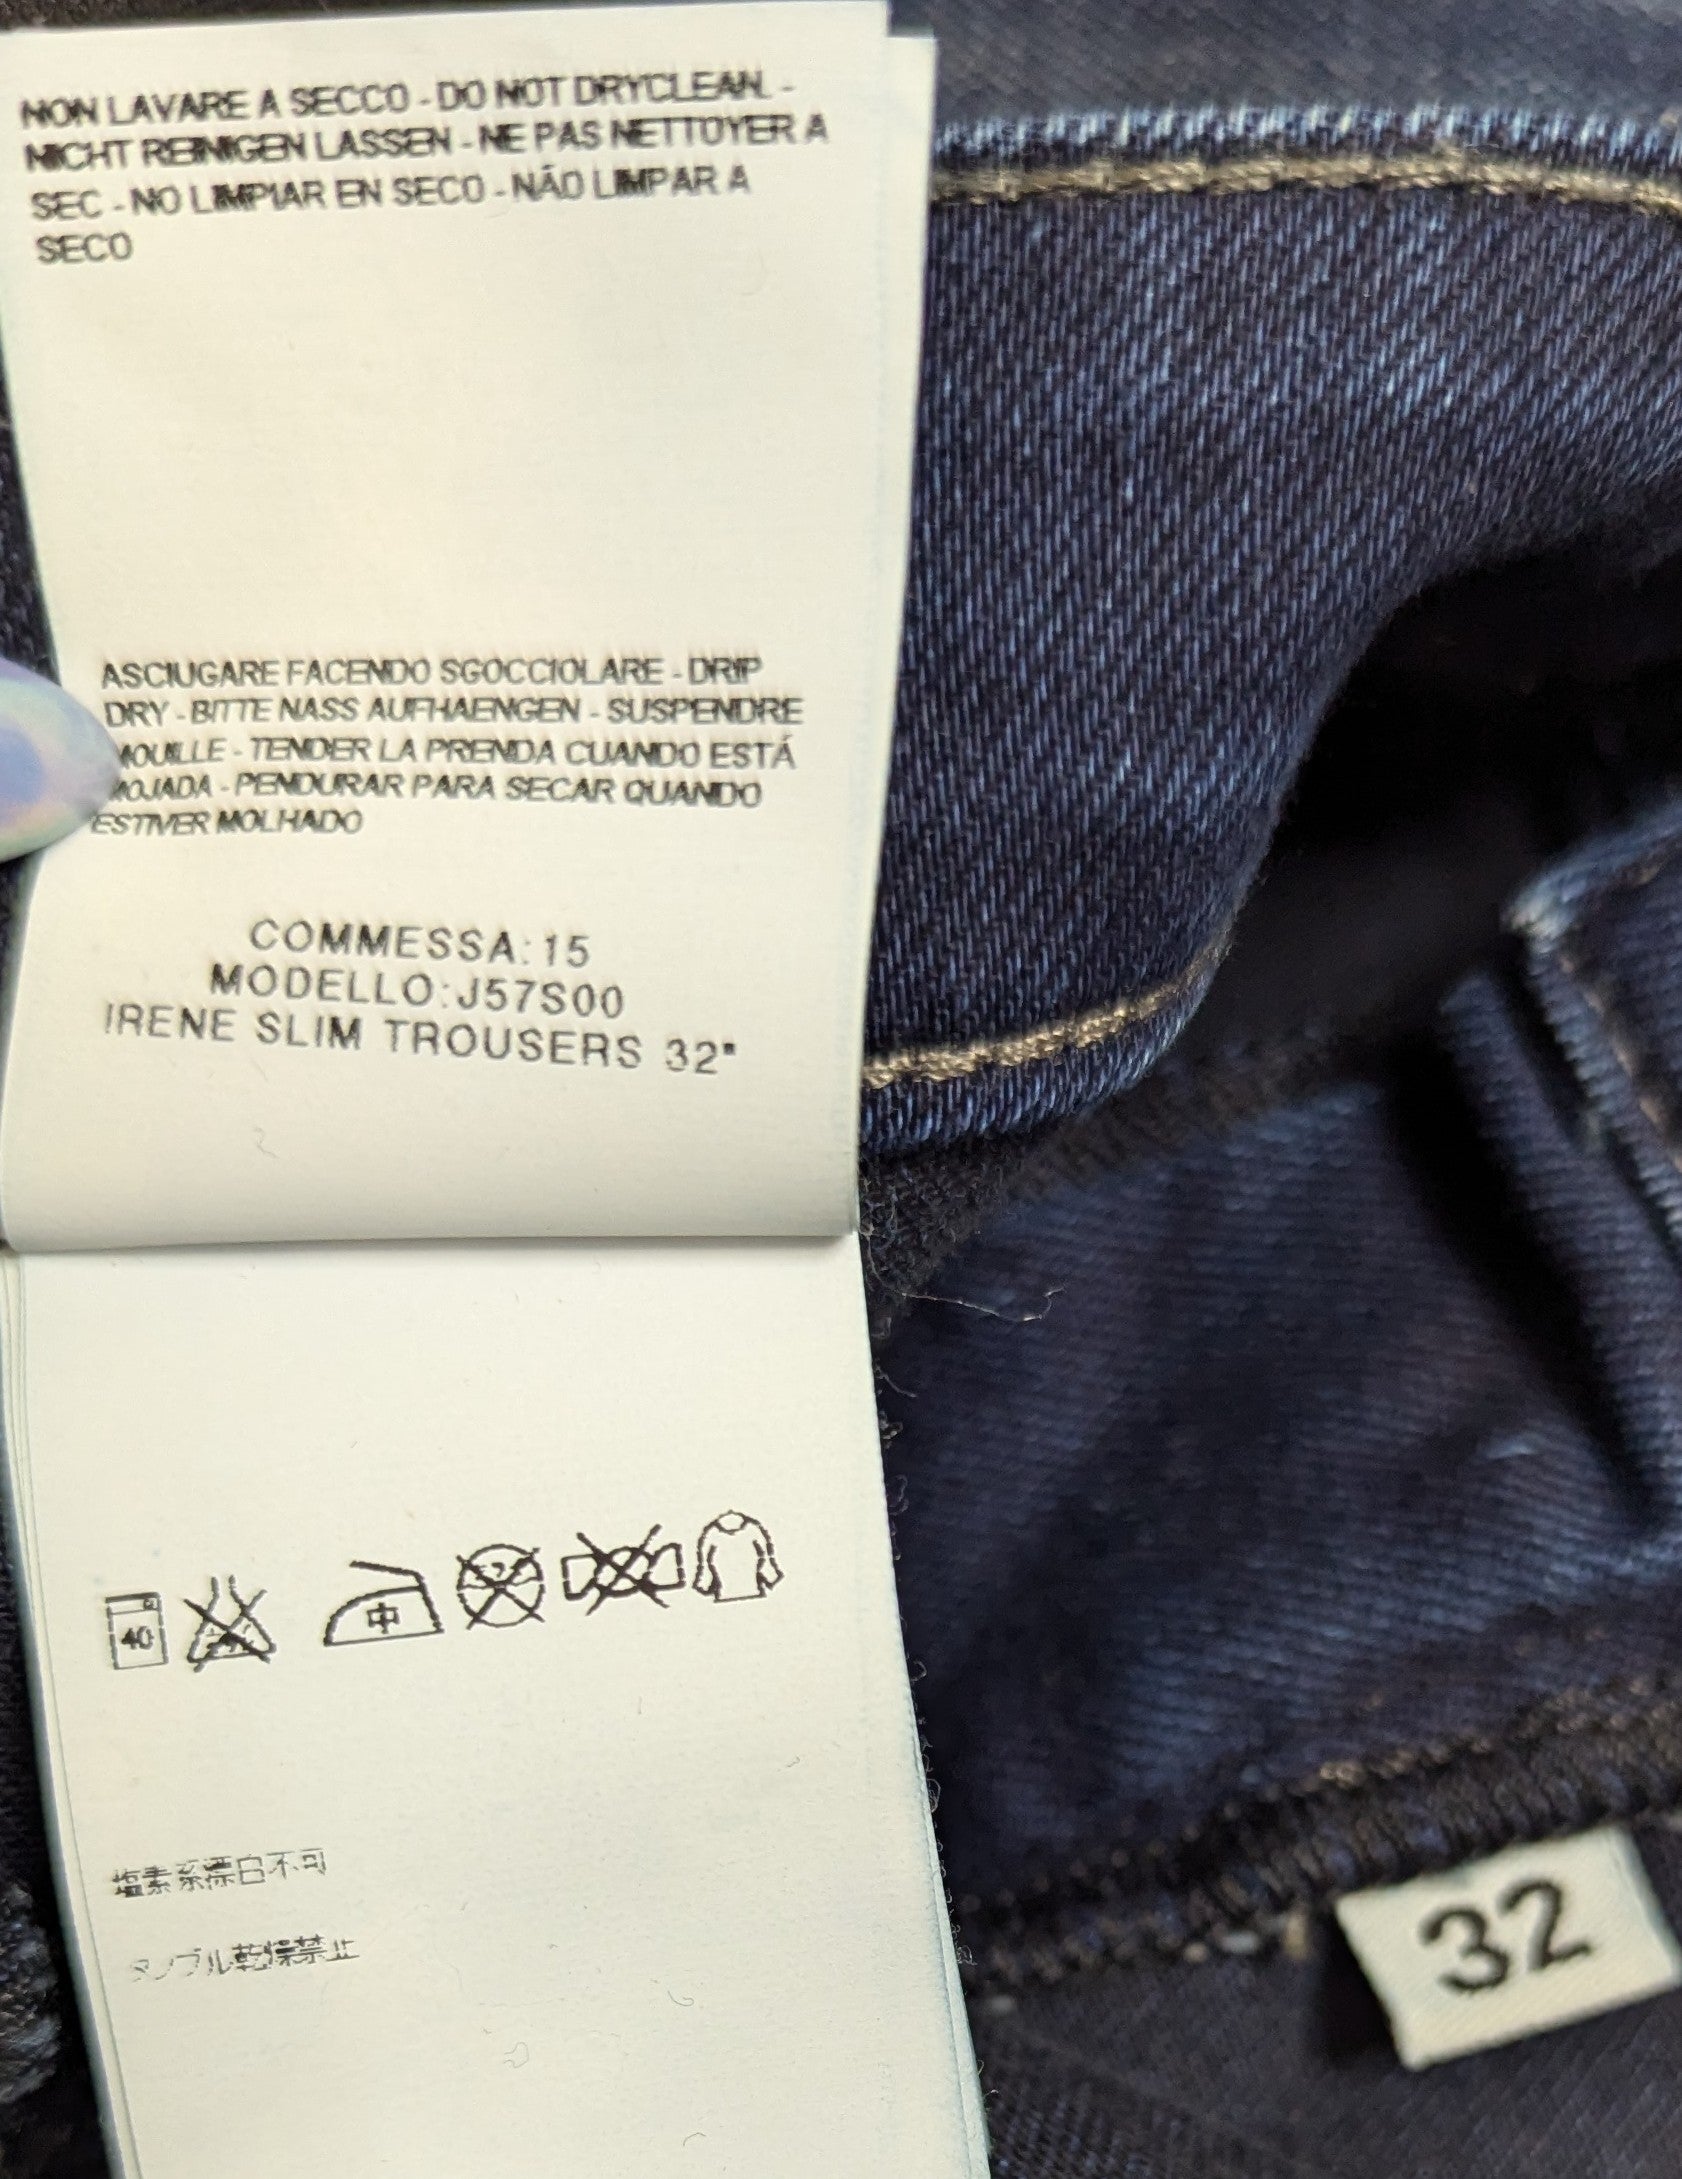 NON LAVARE A SECCO - DO NOT DRYCLEAN. -
NICHT REINIGEN LASSEN - NE PAS NETTOYER A
SEC - NO LIMPIAR EN SECO - NÃO LIMPAR A
SECO
ASCIUGARE FACENDO SGOCCIOLARE - DRIP
DRY - BITTE NASS AUFHAENGEN - SUSPENDRE
MOUILLE - TENDER LA PRENDA CUANDO ESTÁ
MOJADA - PENDURAR PARA SECAR QUANDO
ESTIVER MOLHADO
COMMESSA:15
MODELLO:J57S00
IRENE SLIM TROUSERS 32"
40
中
塩素系漂白不可
タンブル乾燥禁止
32